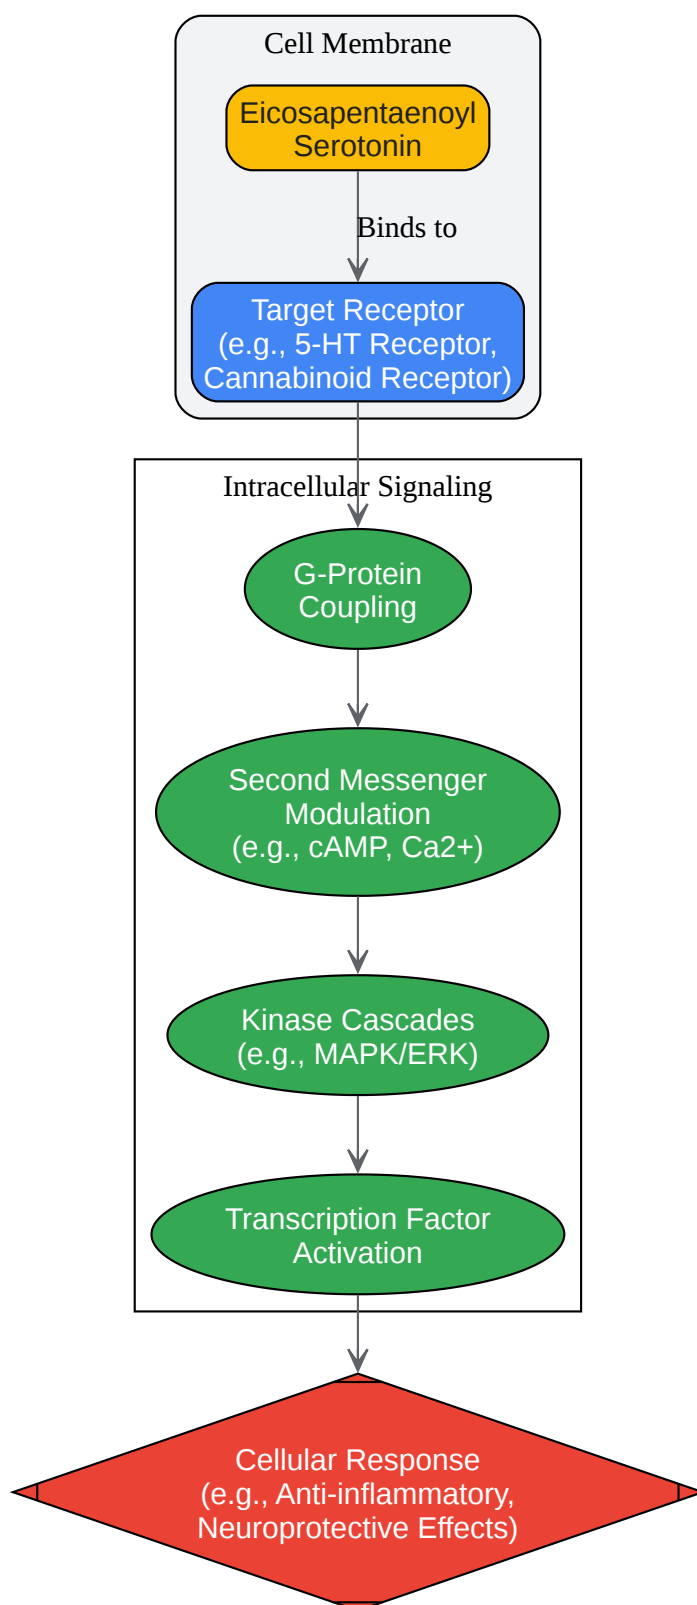 Cell Membrane
Eicosapentaenoyl
Serotonin
Binds to
Target Receptor
(e.g., 5-HT Receptor,
Cannabinoid Receptor)
Intracellular Signaling
G-Protein
Coupling
Second Messenger
Modulation
(e.g., cAMP, Ca2+)
Kinase Cascades
(e.g., MAPK/ERK)
Transcription Factor
Activation
Cellular Response
(e.g., Anti-inflammatory,
Neuroprotective Effects)